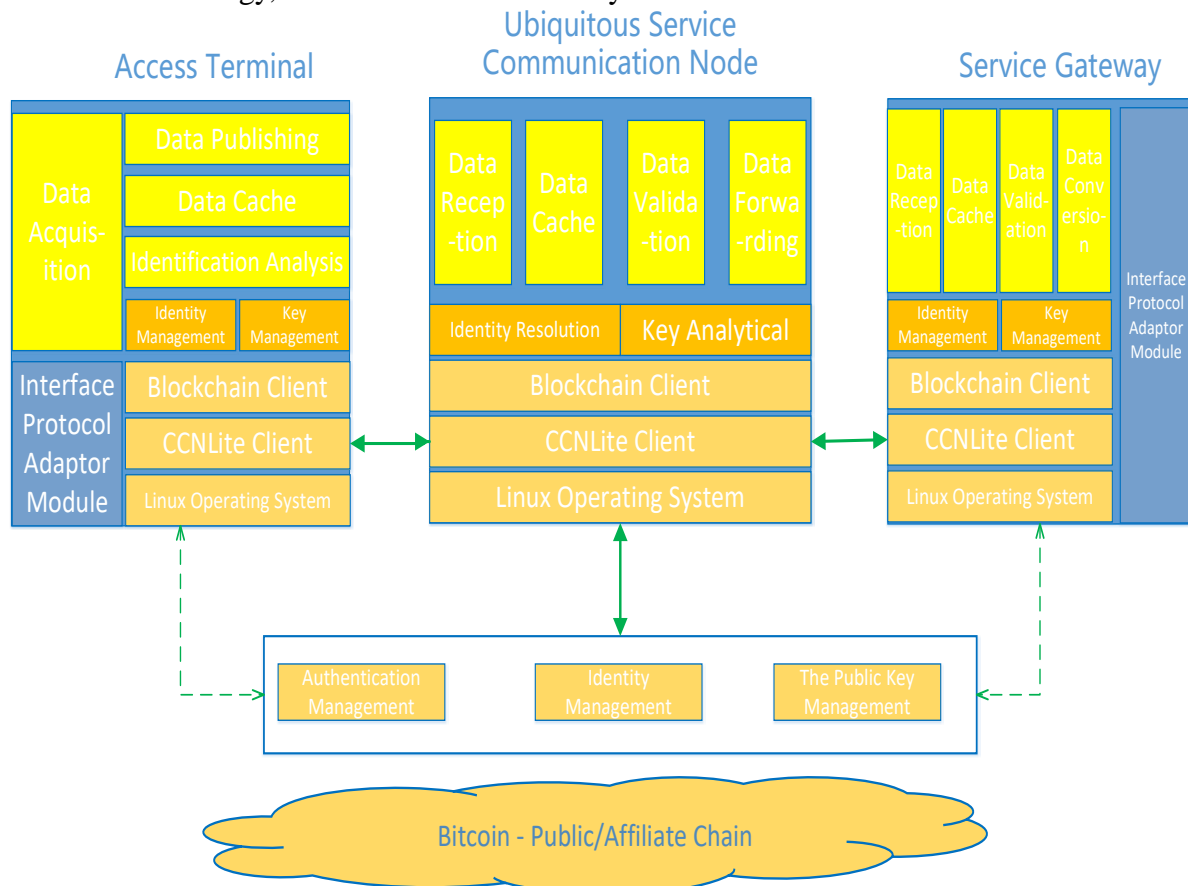 Ubiquitous Service
Communication Node
Access Terminal
Service Gateway
Data
Acquis-
ition
Data Publishing
Data Cache
Identification Analysis
Identity
Management
Key
Management
Interface
Protocol
Adaptor
Module
Blockchain Client
CCNLite Client
Linux Operating System
Data
Recep
-tion
Data
Cache
Data
Valida
-tion
Data
Forwa
-rding
Identity Resolution
Key Analytical
Blockchain Client
CCNLite Client
Linux Operating System
Data
Recep
-tion
Data
Cache
Data
Valid-
ation
Data
Conv
ersio-
n
Identity
Management
Key
Management
Blockchain Client
CCNLite Client
Linux Operating System
Interface
Protocol
Adaptor
Module
Authentication
Management
Identity
Management
The Public Key
Management
Bitcoin - Public/Affiliate Chain